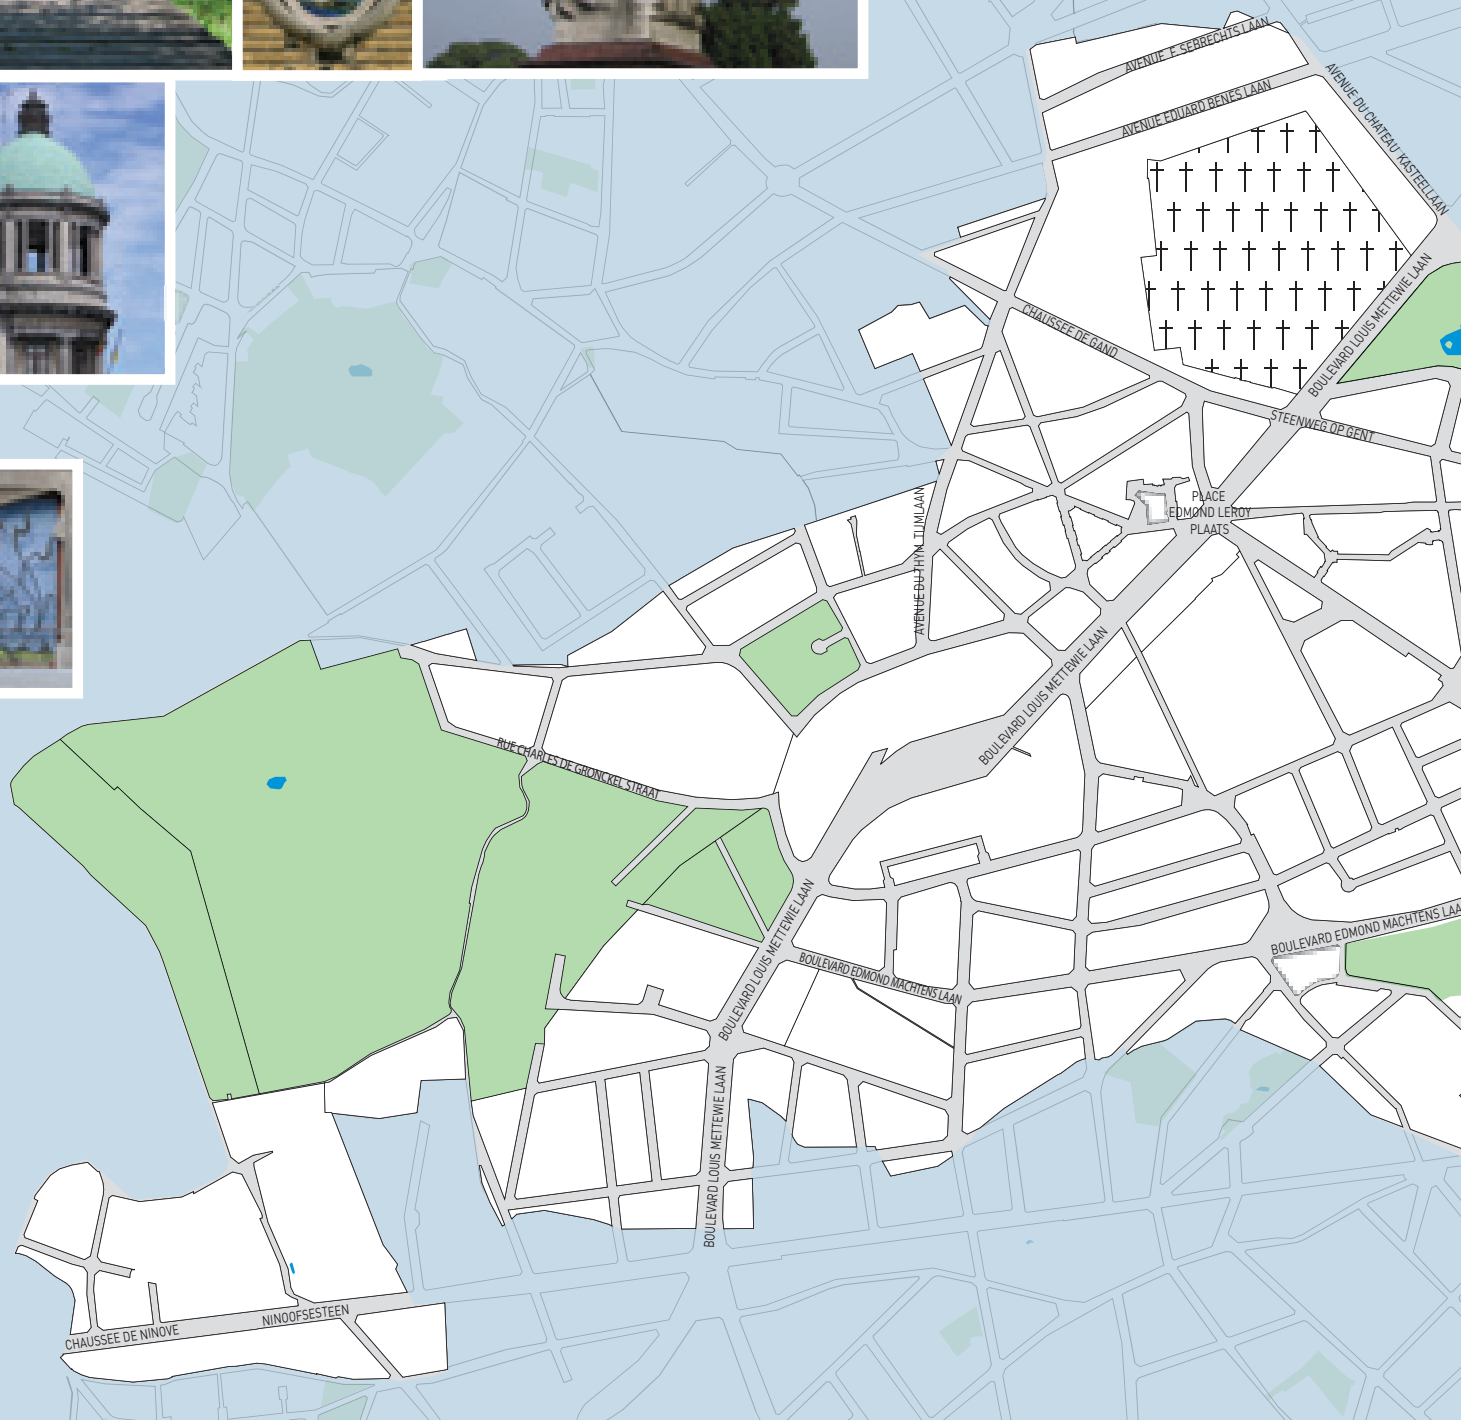 AVENUE F. SEBRECHTS LAAN
AVENUE EDUARD BENES LAAN
AVENUE DU CHATEAU KASTEELLAAN
BOULEVARD LOUIS METTEWIE LAAN
CHAUSSEE DE GAND
STEENWEG OP GENT
PLACE
EDMOND LEROY
PLAATS
AVENUE DU THYM TIJMLAAN
BOULEVARD LOUIS METTEWIE LAAN
RUE CHARLES DE GRONCKEL STRAAT
BOULEVARD LOUIS METTEWIE LAAN
BOULEVARD EDMOND MACHTENS LAA
BOULEVARD EDMOND MACHTENS LAAN
BOULEVARD LOUIS METTEWIE LAAN
CHAUSSEE DE NINOVE
NINOOFSESTEEN